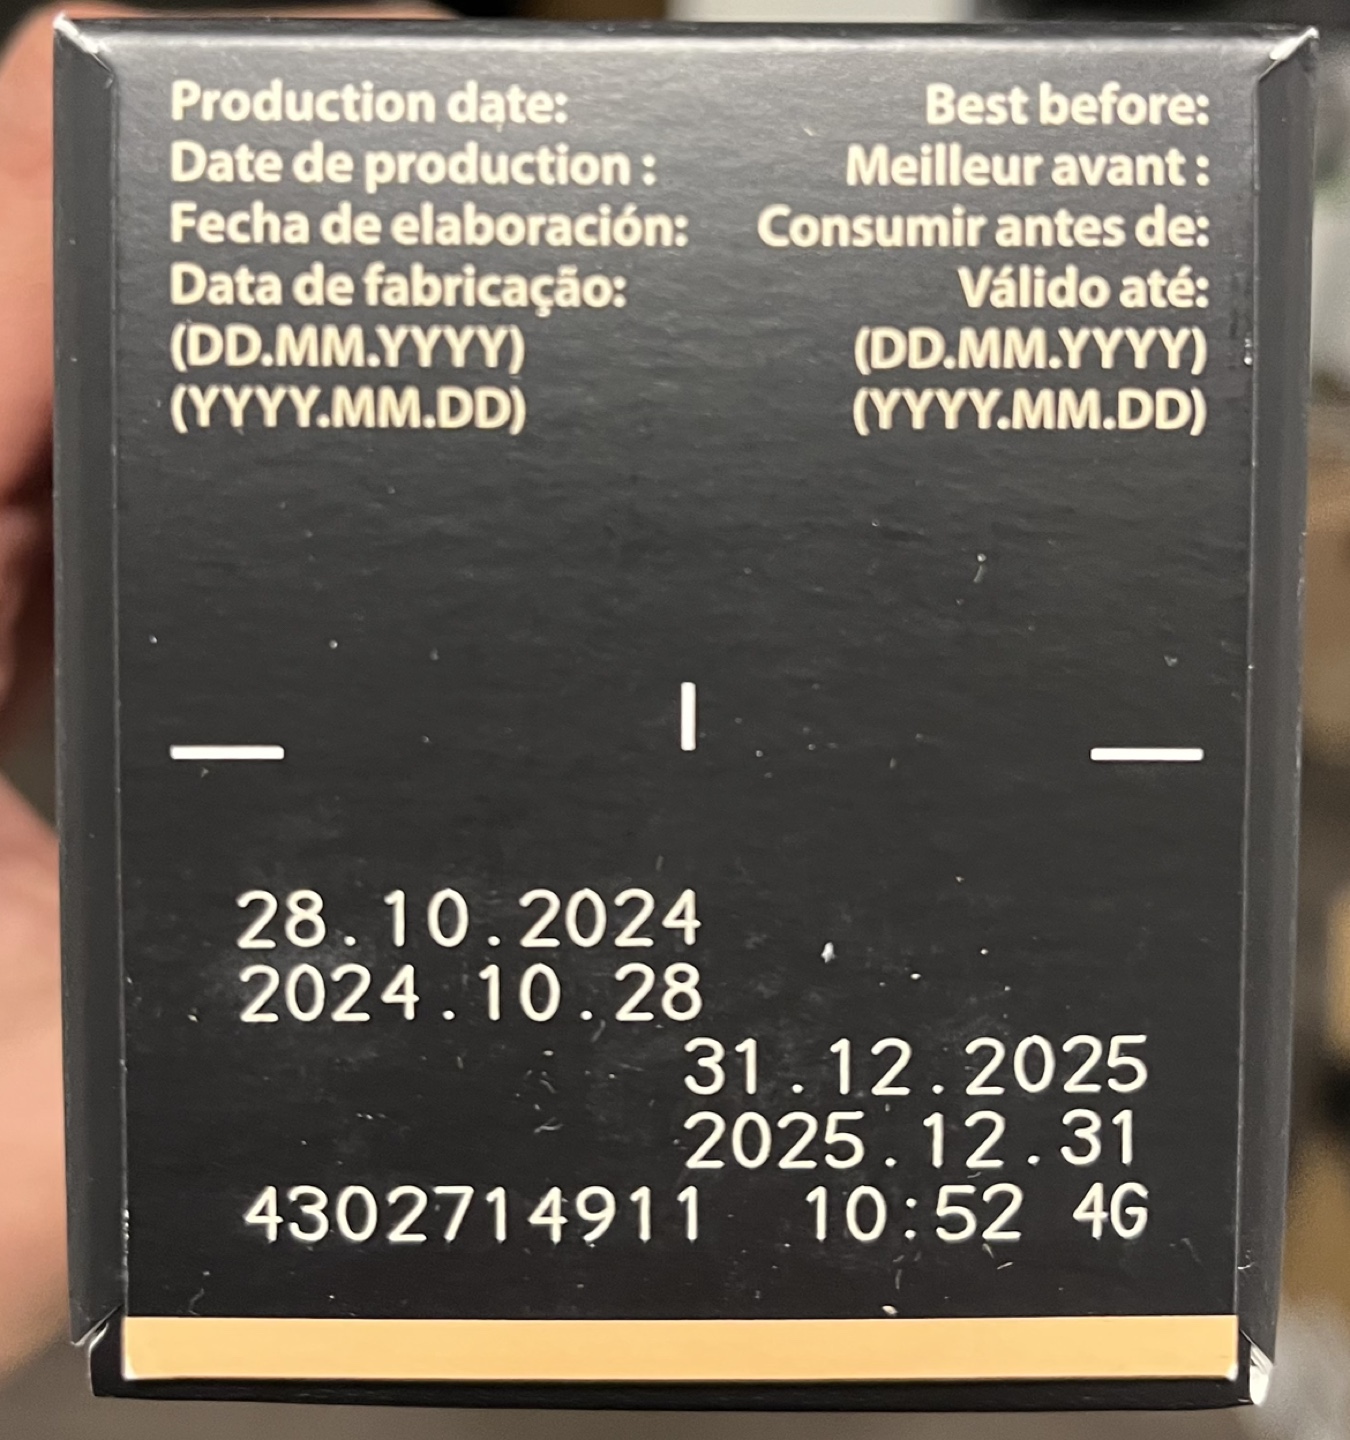 Production date:
Date de production :
Fecha de elaboración:
Data de fabricação:
(DD.MM.YYYY)
(YYYY.MM.DD)
Best before:
Meilleur avant :
Consumir antes de:
Válido até:
(DD.MM.YYYY)
(YYYY.MM.DD)
28.10.2024
2024.10.28
31.12.2025
2025.12.31
4302714911 10:52 4G